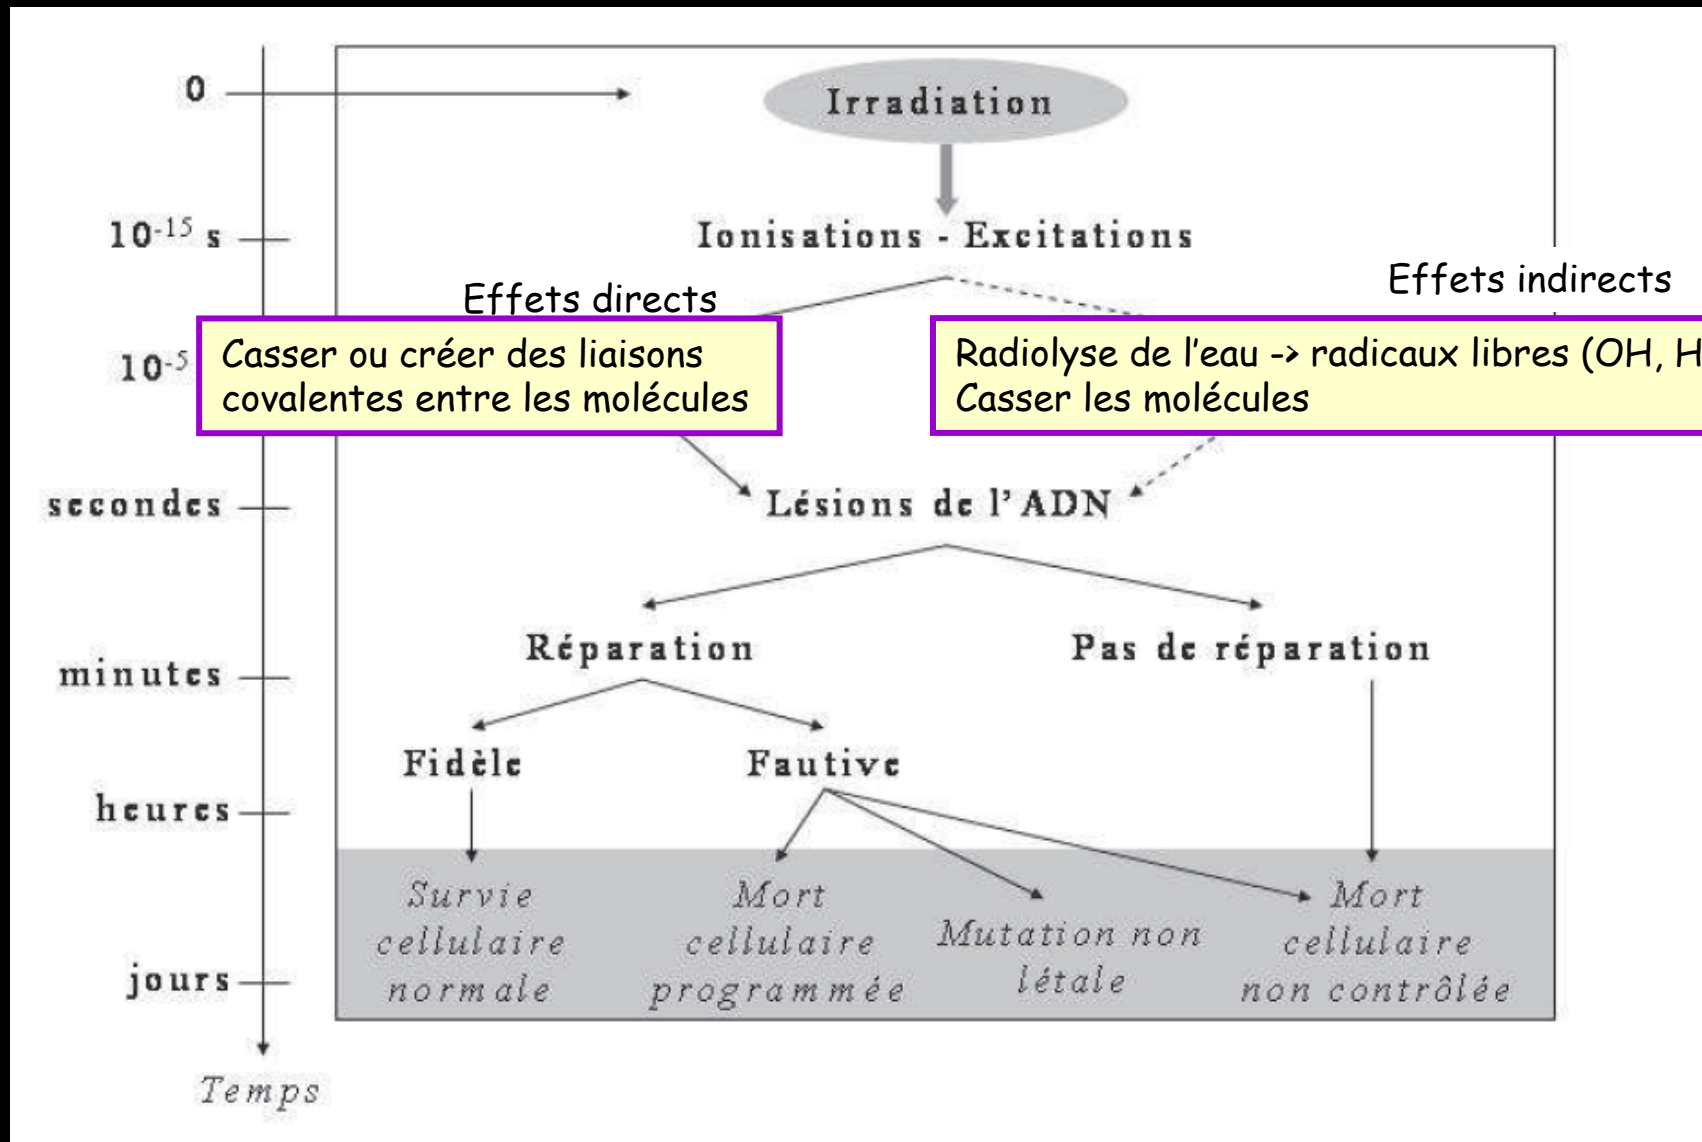 0
Irradiation
10-15 s
Ionisations - Excitations
Effets directs
Effets indirects
10-5
Casser ou créer des liaisons
covalentes entre les molécules
Radiolyse de l'eau -> radicaux libres (OH, H
Casser les molécules
secondes
Lésions de l'ADN
Réparation
Pas de réparation
minutes
Fidèle
Fautive
heures
Survie
cellulaire
normale
Mort
cellulaire
programmée
Mutation non
létale
Mort
cellulaire
non contrôlée
jours
Temps